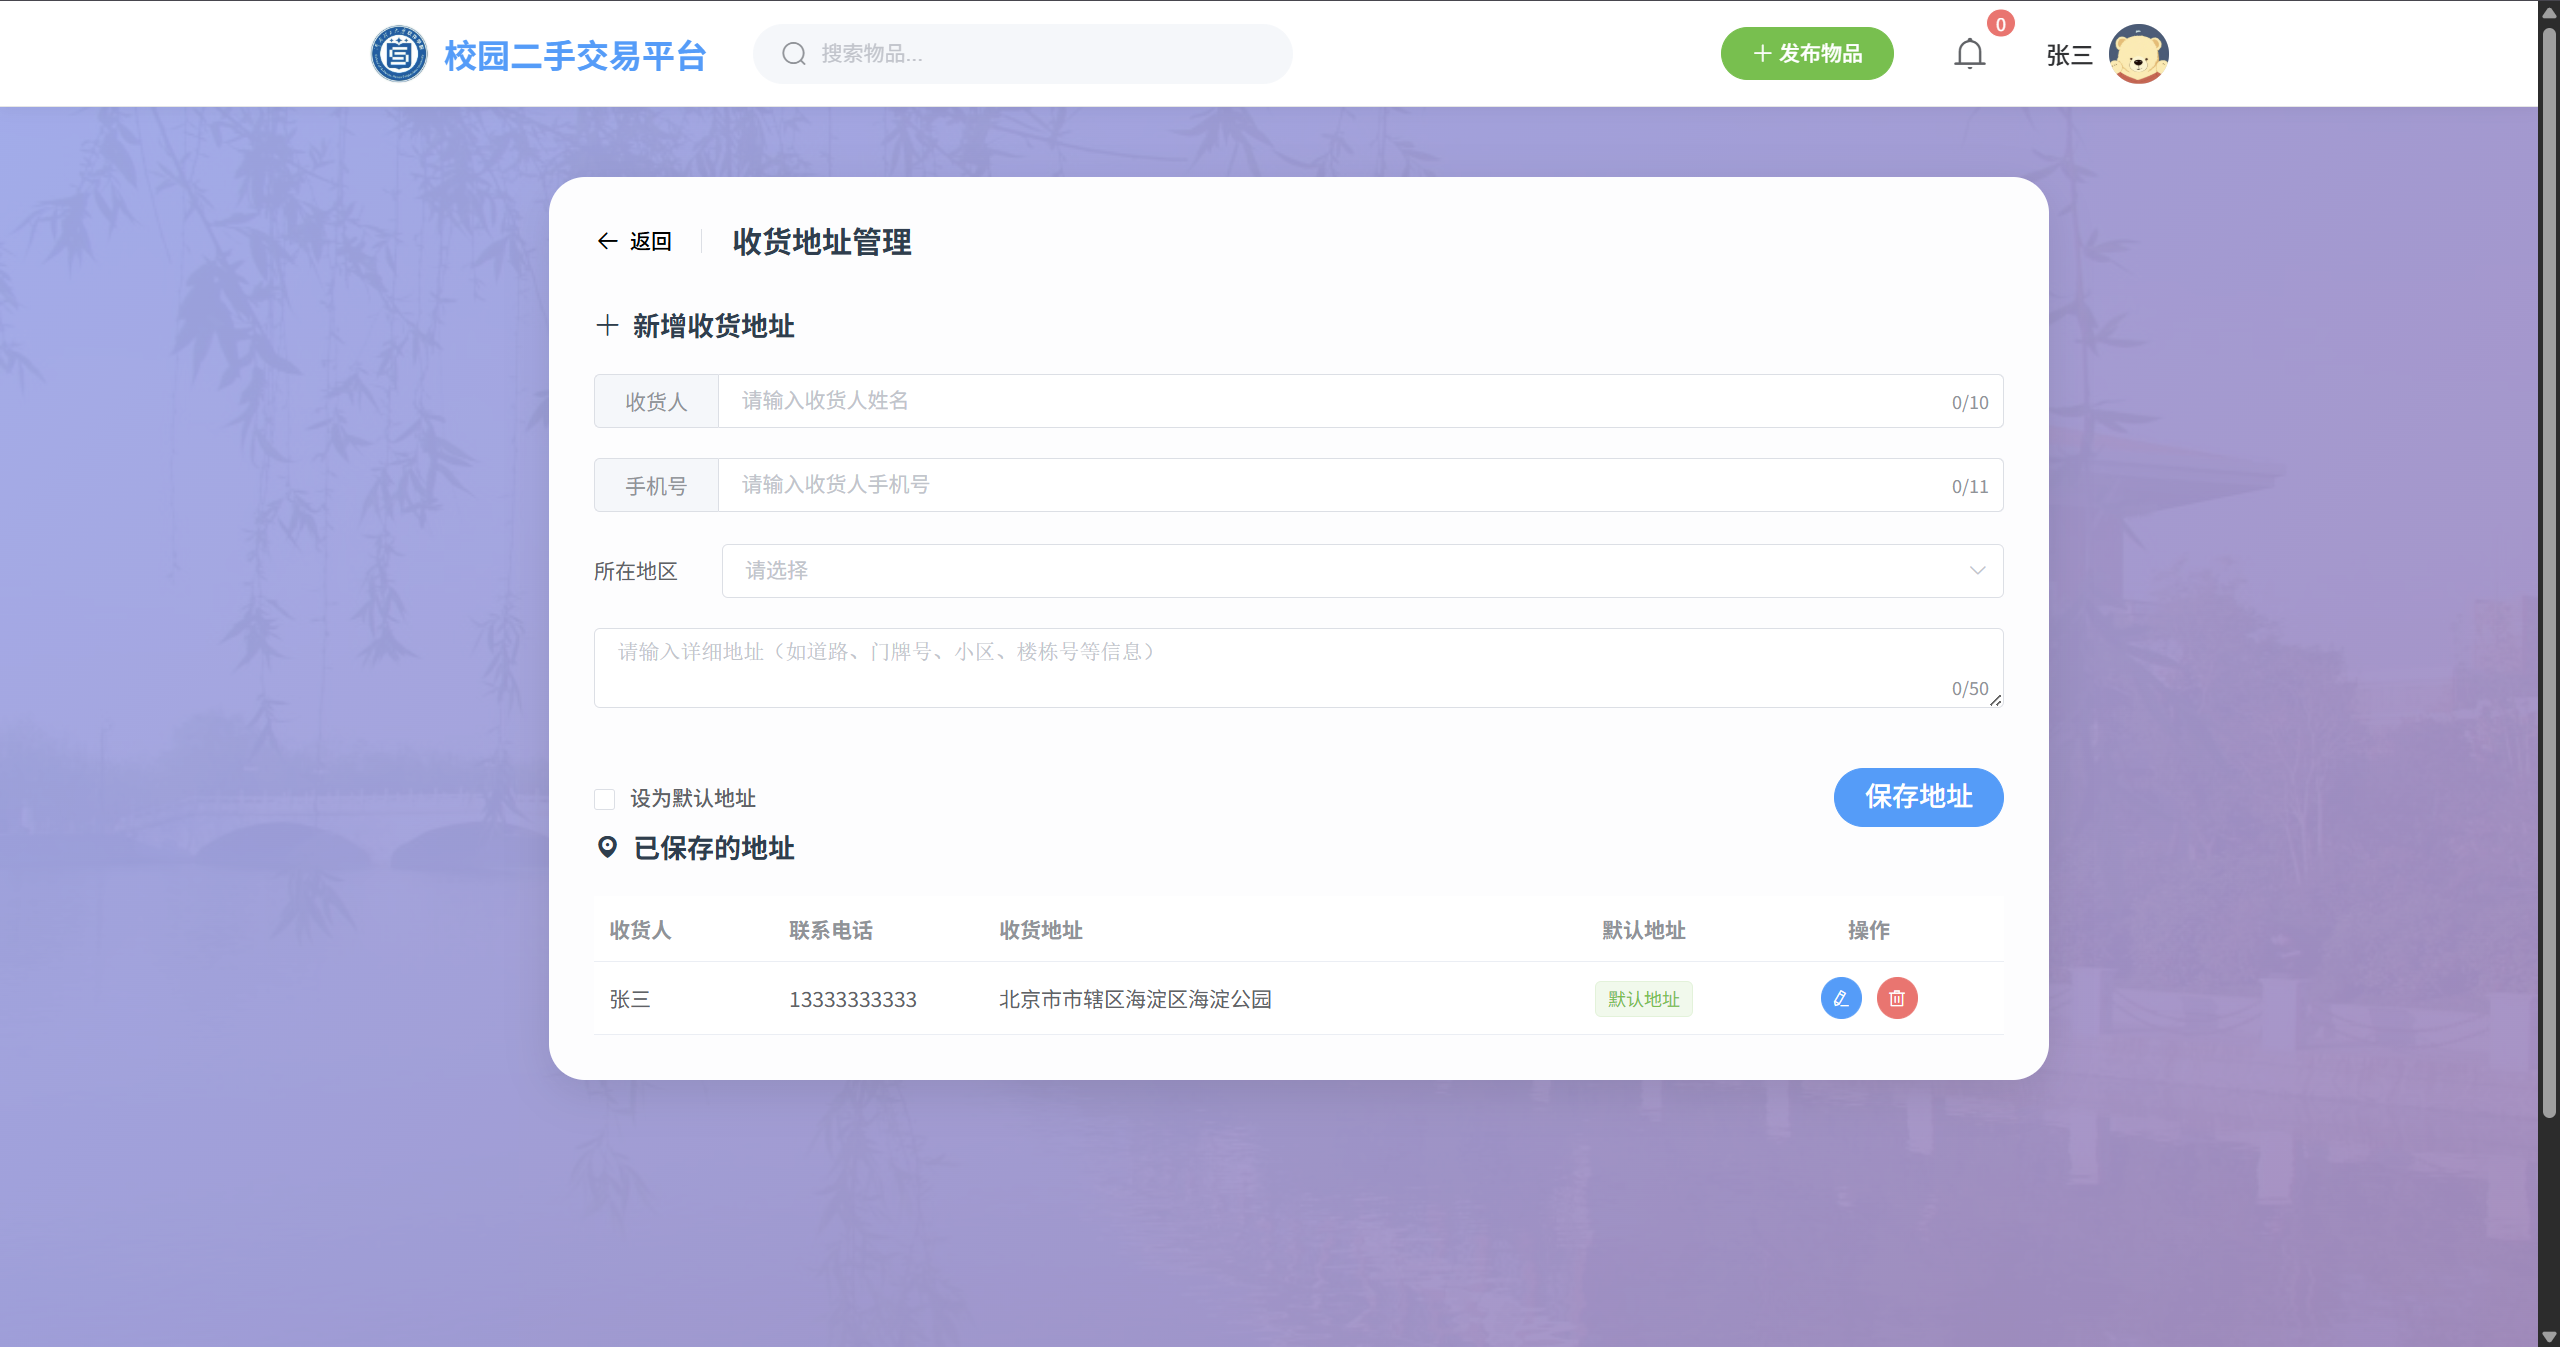 校园二手交易平台
搜索物品...
发布物品
0
张三
返回
收货地址管理
新增收货地址
收货人
请输入收货人姓名
0/10
手机号
请输入收货人手机号
0/11
所在地区
请选择
请输入详细地址（如道路、门牌号、小区、楼栋号等信息）
0/50
设为默认地址
保存地址
已保存的地址
收货人 联系电话 收货地址 默认地址 操作
张三 13333333333 北京市市辖区海淀区海淀公园 默认地址